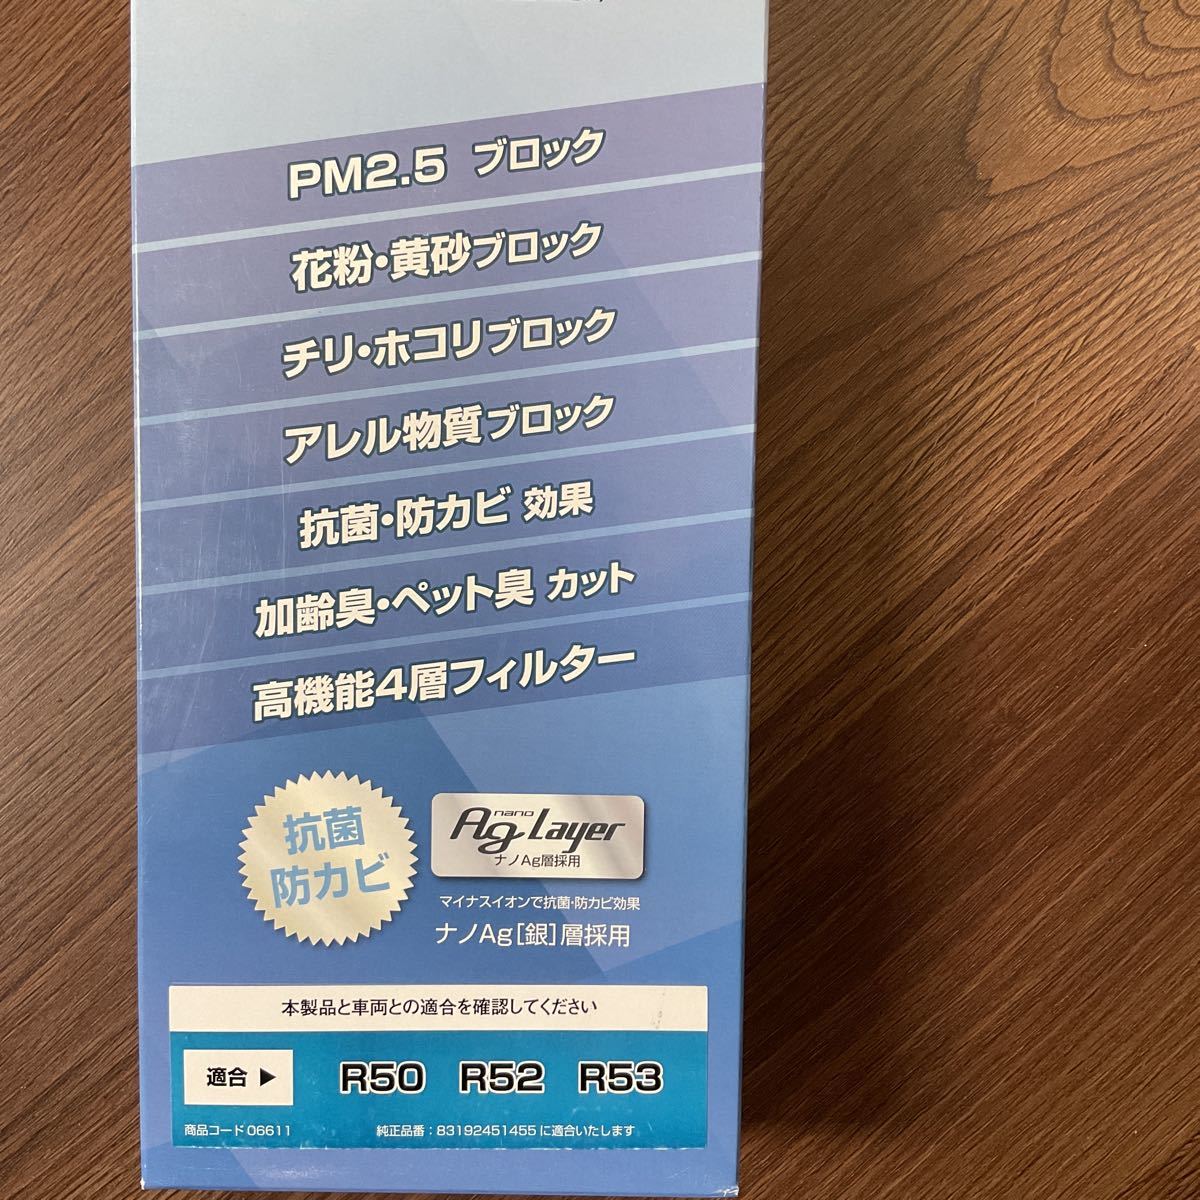 PM2.5 ブロック
花粉・黄砂ブロック
チリ・ホコリブロック
アレル物質ブロック
抗菌・防カビ 効果
加齢臭・ペット臭 カット
高機能4層フィルター
抗菌
防カビ
nano
Ag Layer
ナノAg層採用
マイナスイオンで抗菌・防カビ効果
ナノAg[銀]層採用
本製品と車両との適合を確認してください
適合 ▶ R50 R52 R53
商品コード 06611 純正品番:83192451455 に適合いたします